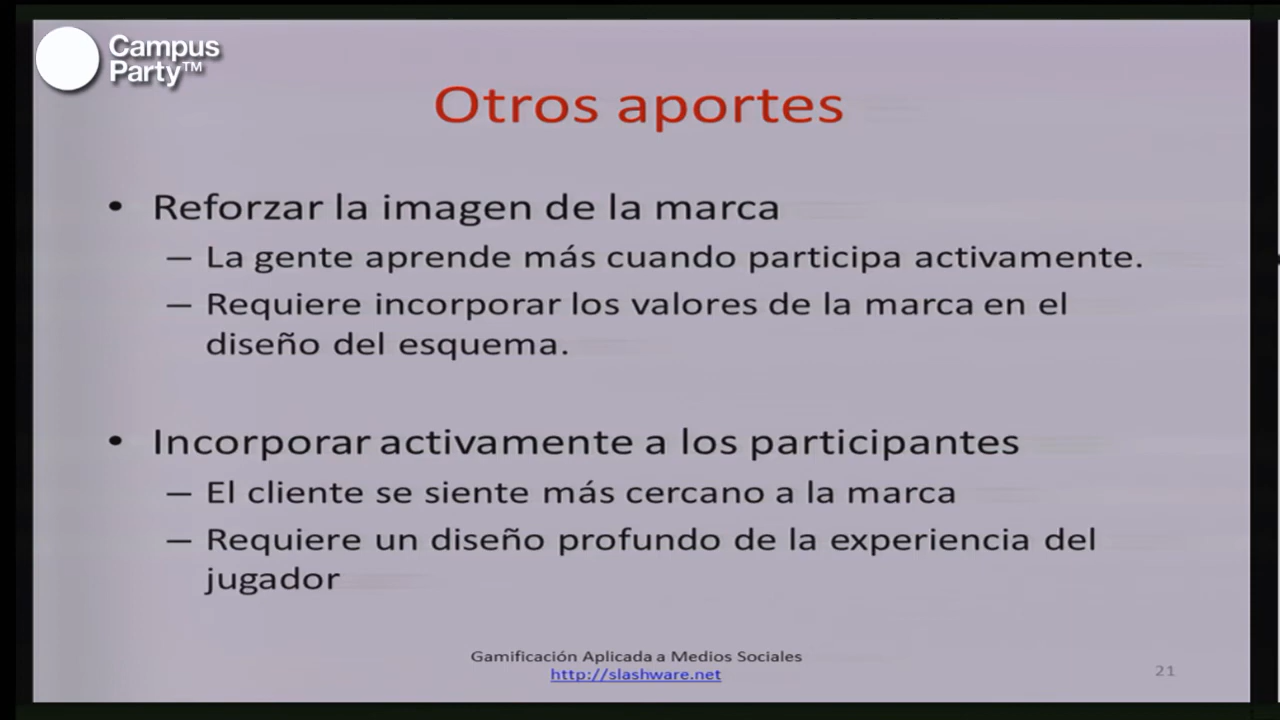 Campus
Party™
Otros aportes
• Reforzar la imagen de la marca
– La gente aprende más cuando participa activamente.
– Requiere incorporar los valores de la marca en el
diseño del esquema.
• Incorporar activamente a los participantes
– El cliente se siente más cercano a la marca
– Requiere un diseño profundo de la experiencia del
jugador
Gamificación Aplicada a Medios Sociales
http://slashware.net
21